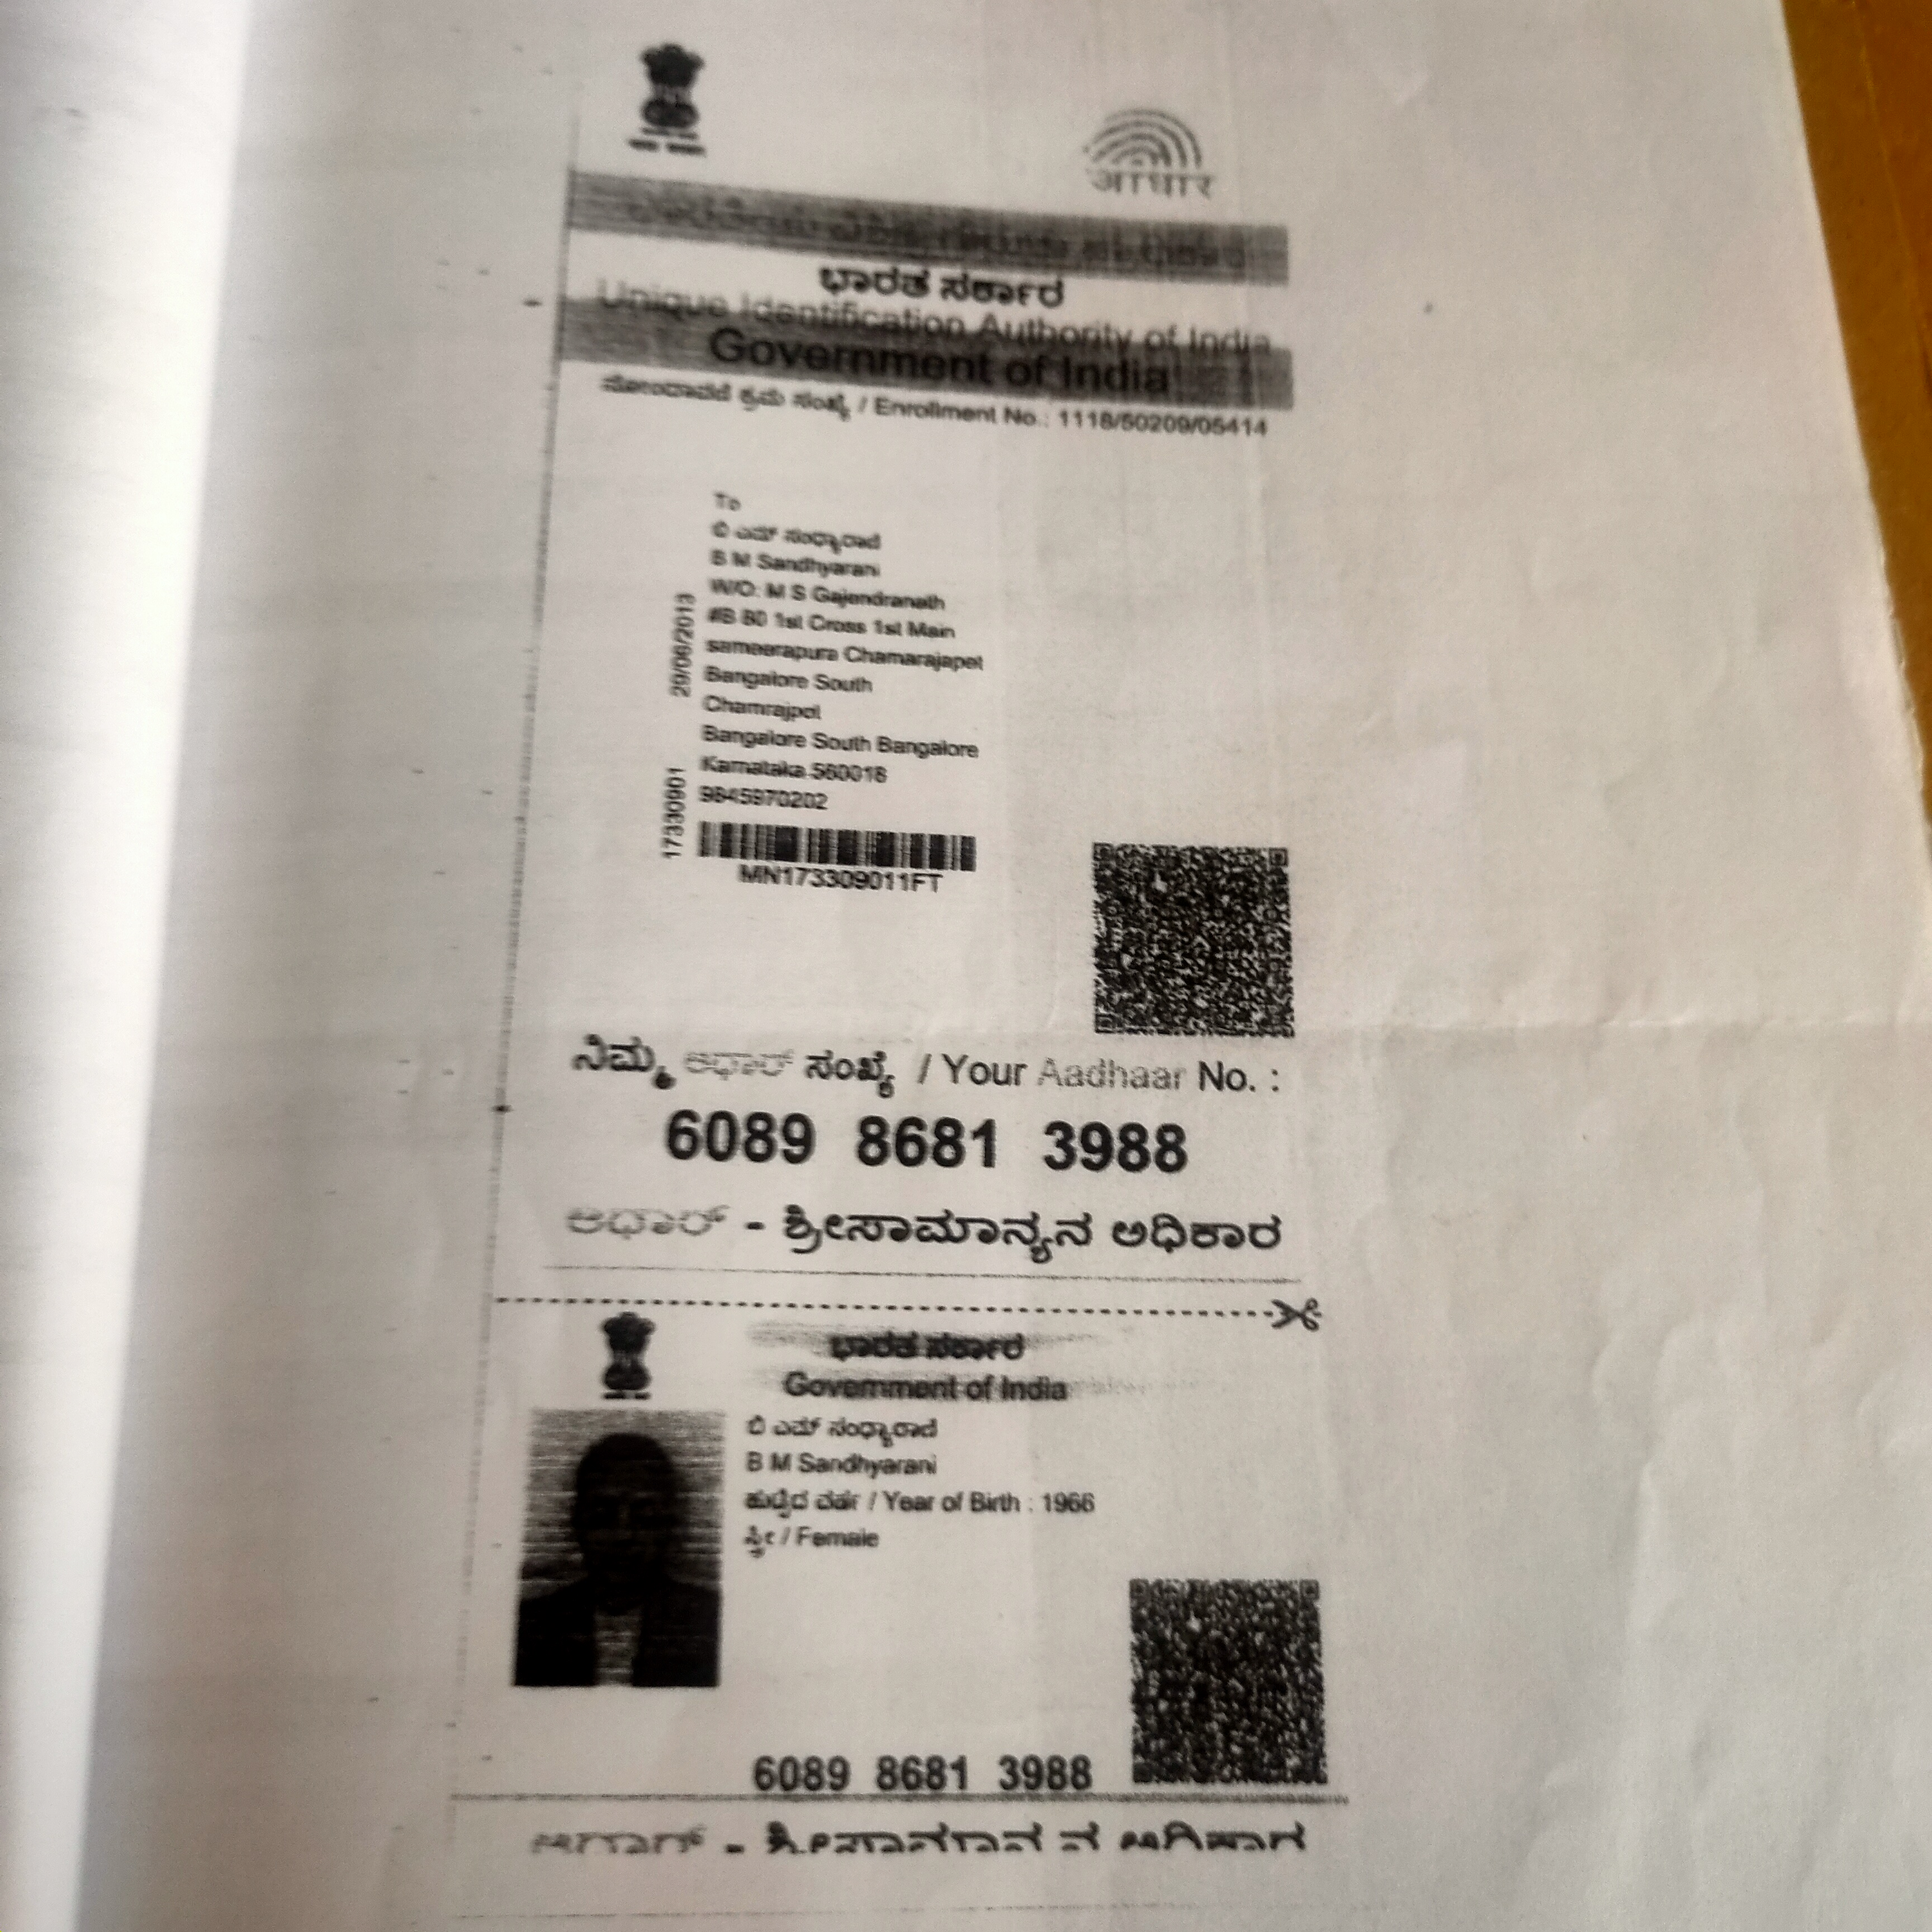 आधार
ಭಾರತ ಸರ್ಕಾರ
Unique Identification Authority of India
Government of India
ನೋಂದಾವಣೆ ಕ್ರಮ ಸಂಖ್ಯೆ / Enrollment No.: 1118/50209/05414
To
ಬಿ ಎಮ್ ಸಂಧ್ಯಾರಾಣಿ
B M Sandhyarani
W/O: M S Gajendranath
#B 80 1st Cross 1st Main
sameerapura Chamarajapet
Bangalore South
Chamrajpet
Bangalore South Bangalore
Karnataka 560018
9845970202
29/06/2013
17330901
MN173309011FT
ನಿಮ್ಮ ಆಧಾರ್ ಸಂಖ್ಯೆ / Your Aadhaar No. :
6089 8681 3988
ಆಧಾರ್ - ಶ್ರೀಸಾಮಾನ್ಯನ ಅಧಿಕಾರ
ಭಾರತ ಸರ್ಕಾರ
Government of India
ಬಿ ಎಮ್ ಸಂಧ್ಯಾರಾಣಿ
B M Sandhyarani
ಹುಟ್ಟಿದ ವರ್ಷ / Year of Birth : 1966
ಸ್ತ್ರೀ / Female
6089 8681 3988